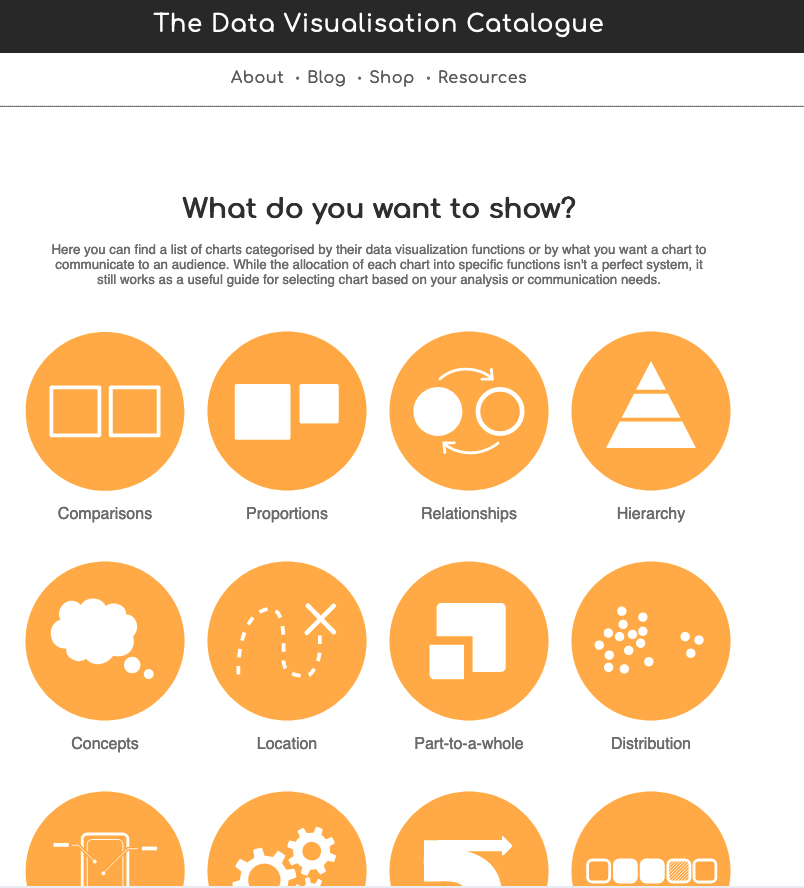 The Data Visualisation Catalogue
About · Blog · Shop · Resources
What do you want to show?
Here you can find a list of charts categorised by their data visualization functions or by what you want a chart to
communicate to an audience. While the allocation of each chart into specific functions isn't a perfect system, it
still works as a useful guide for selecting chart based on your analysis or communication needs.
Comparisons
Proportions
Relationships
Hierarchy
Concepts
Location
Part-to-a-whole
Distribution